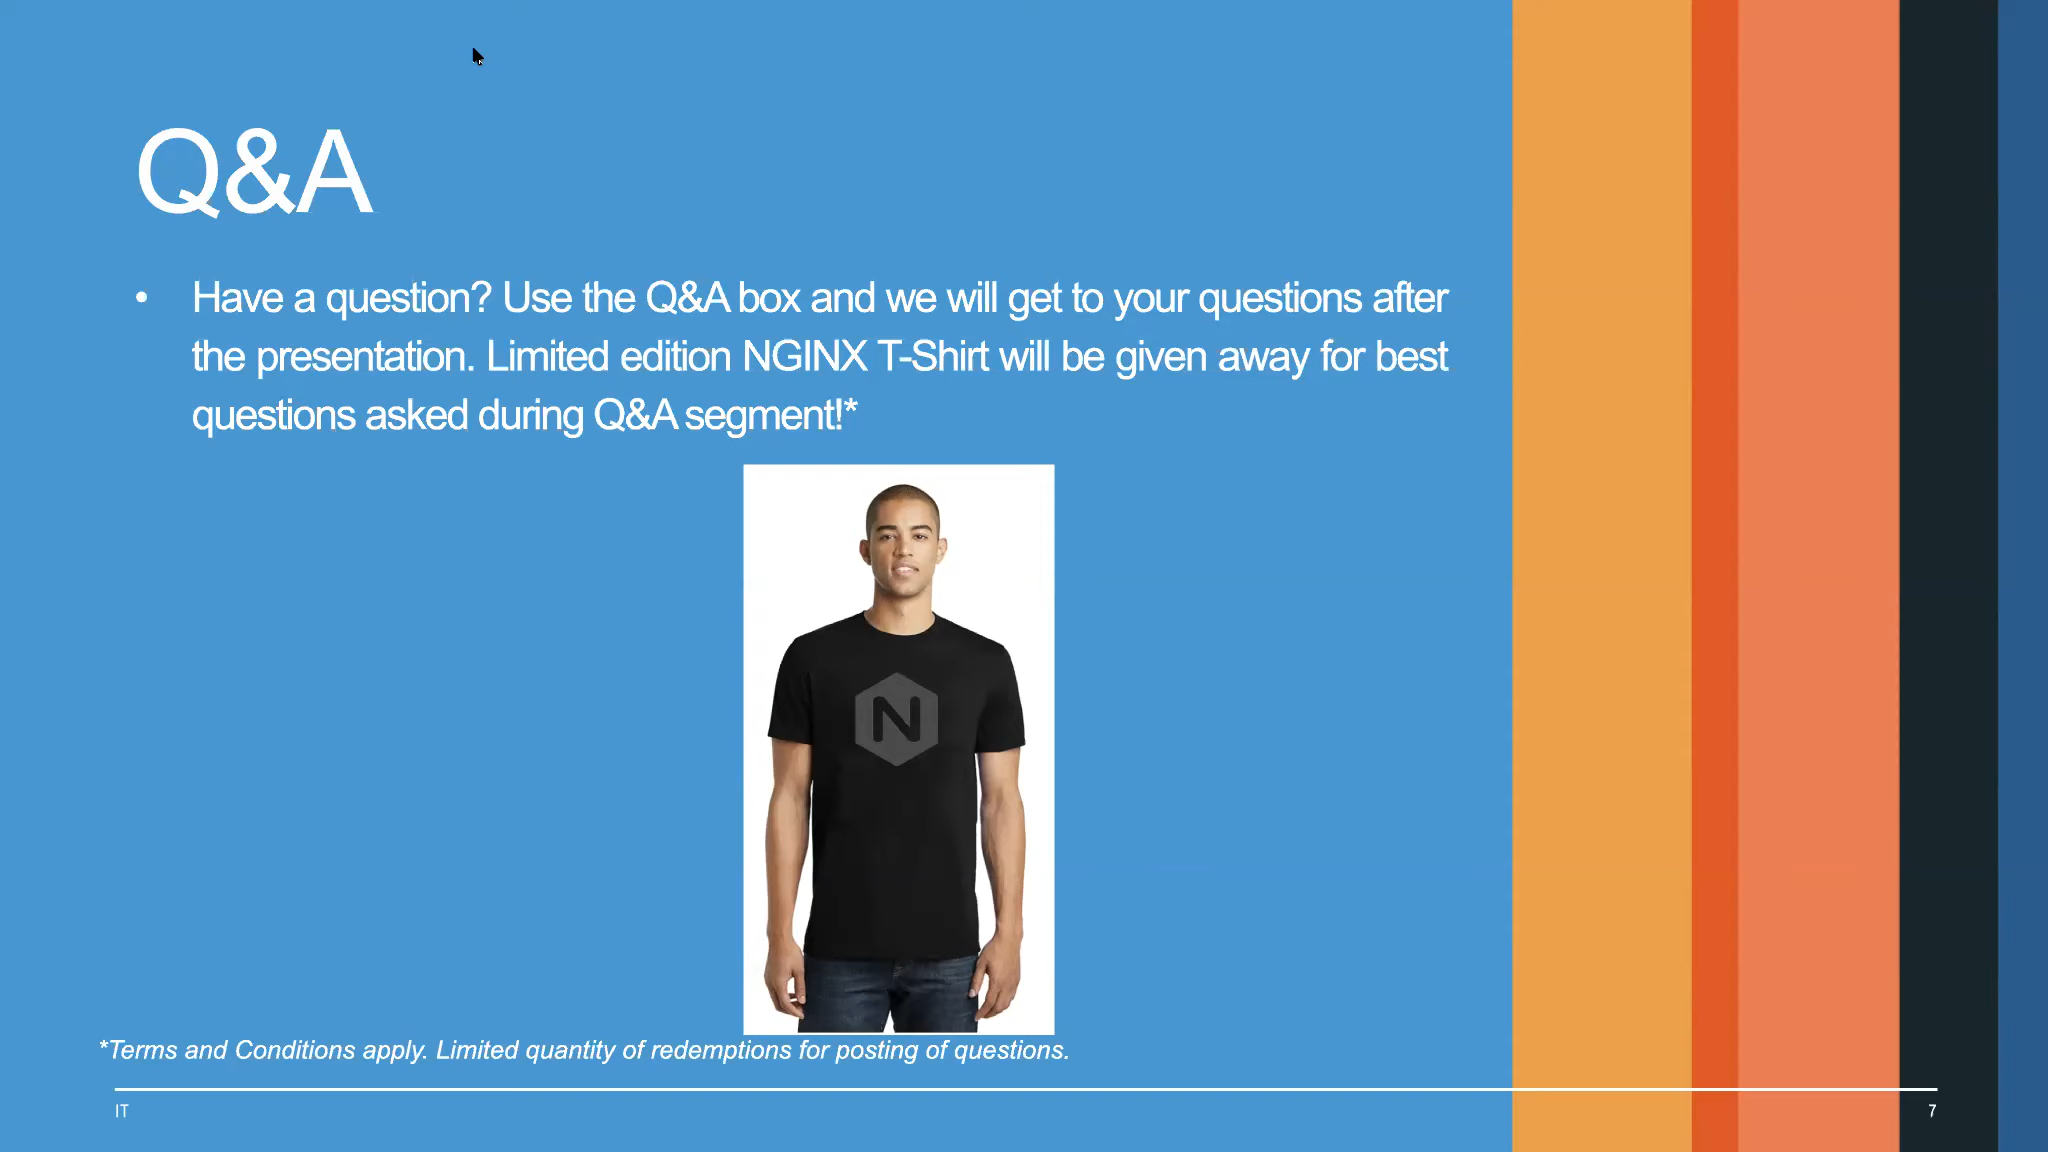 Q&A
• Have a question? Use the Q&A box and we will get to your questions after
the presentation. Limited edition NGINX T-Shirt will be given away for best
questions asked during Q&A segment!*
N
*Terms and Conditions apply. Limited quantity of redemptions for posting of questions.
IT
7